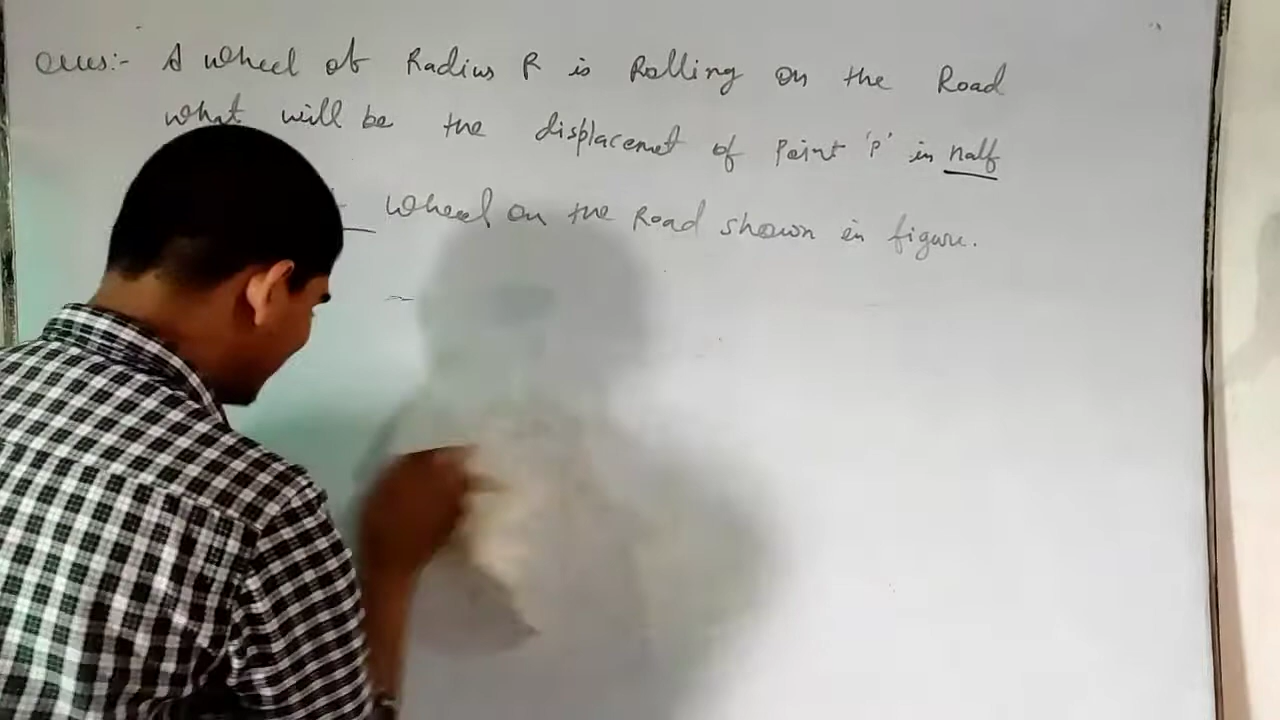 Ques:- A wheel of Radius R is Rolling on the Road
what will be the displacemet of Point 'P' in half
wheel on the Road shown in figure.